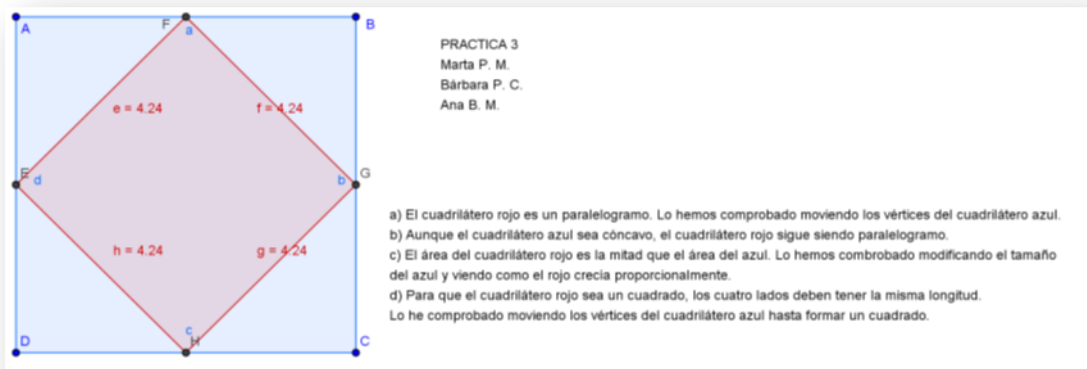 A
F
a
B
e = 4.24
f = 4.24
E
d
b
G
h = 4.24
g = 4.24
c
H
D
C
PRACTICA 3
Marta P. M.
Bárbara P. C.
Ana B. M.
a) El cuadrilátero rojo es un paralelogramo. Lo hemos comprobado moviendo los vértices del cuadrilátero azul.
b) Aunque el cuadrilátero azul sea cóncavo, el cuadrilátero rojo sigue siendo paralelogramo.
c) El área del cuadrilátero rojo es la mitad que el área del azul. Lo hemos combrobado modificando el tamaño
del azul y viendo como el rojo crecia proporcionalmente.
d) Para que el cuadrilátero rojo sea un cuadrado, los cuatro lados deben tener la misma longitud.
Lo he comprobado moviendo los vértices del cuadrilátero azul hasta formar un cuadrado.